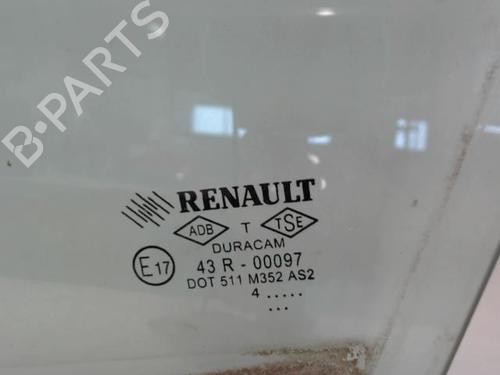 B-PARTS
RENAULT
ADB T TSE
DURACAM
E17 43 R - 00097
DOT 511 M352 AS2
4 .....
....